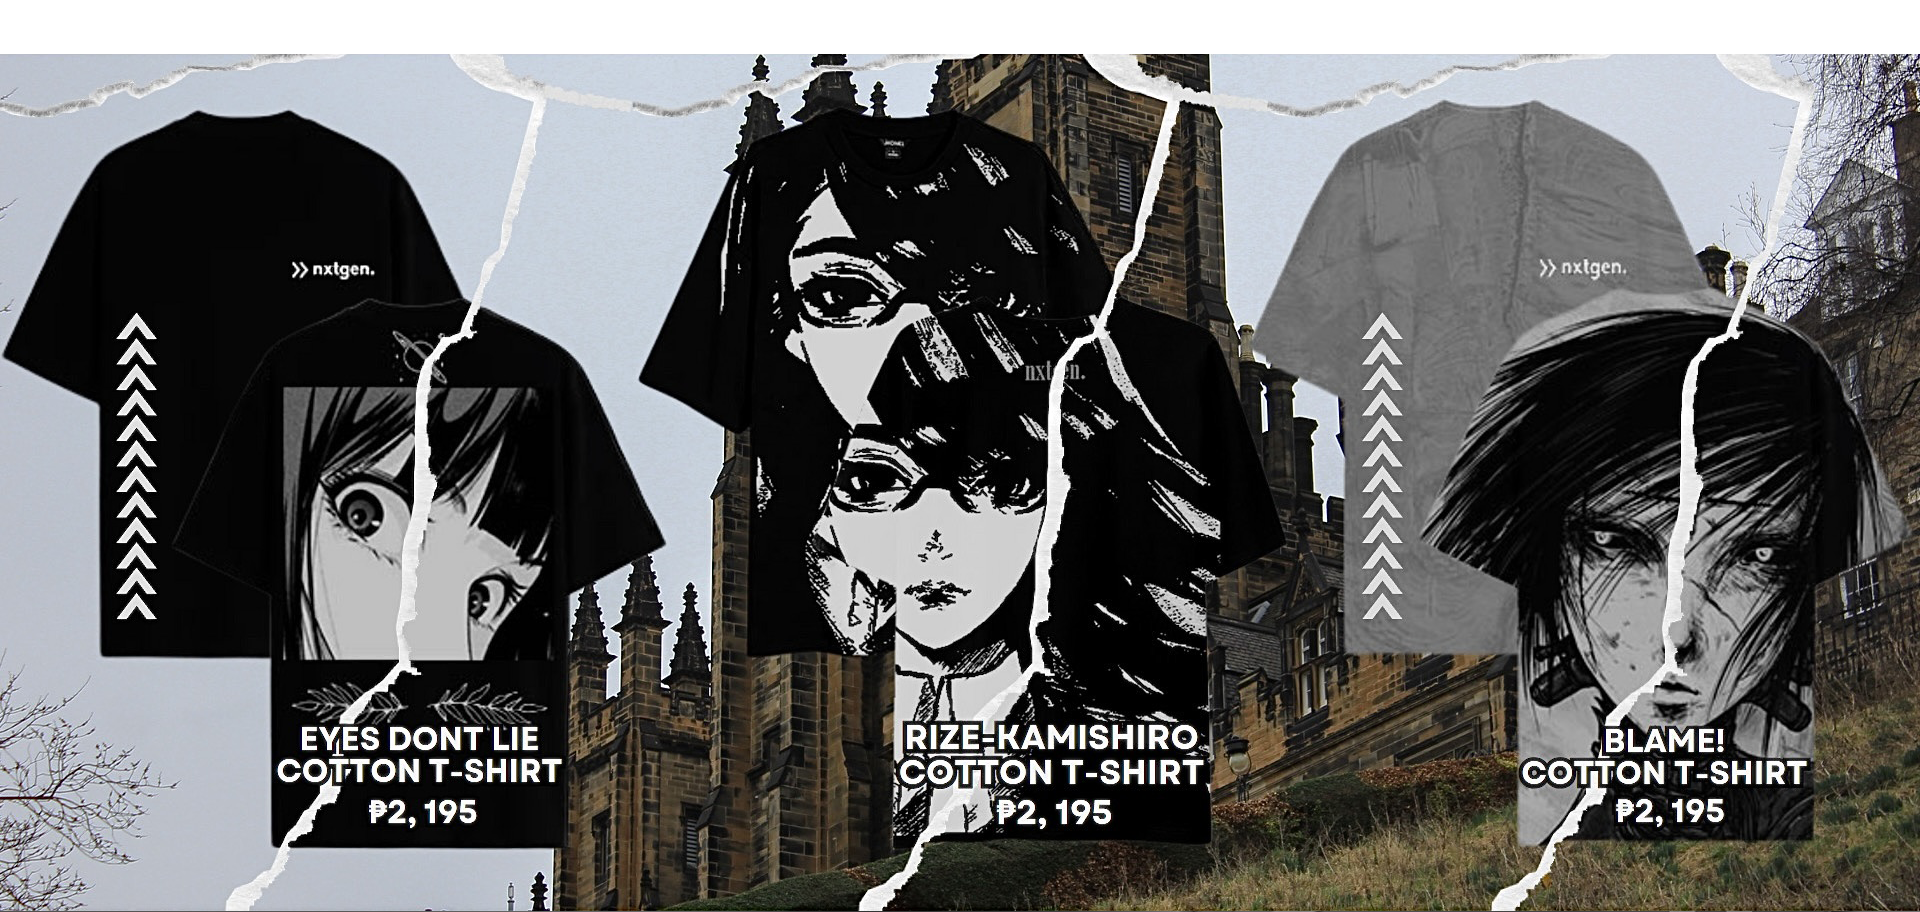 nxtgen.
EYES DONT LIE
COTTON T-SHIRT
₱2, 195
nxtgen.
RIZE-KAMISHIRO
COTTON T-SHIRT
₱2, 195
nxtgen.
BLAME!
COTTON T-SHIRT
₱2, 195